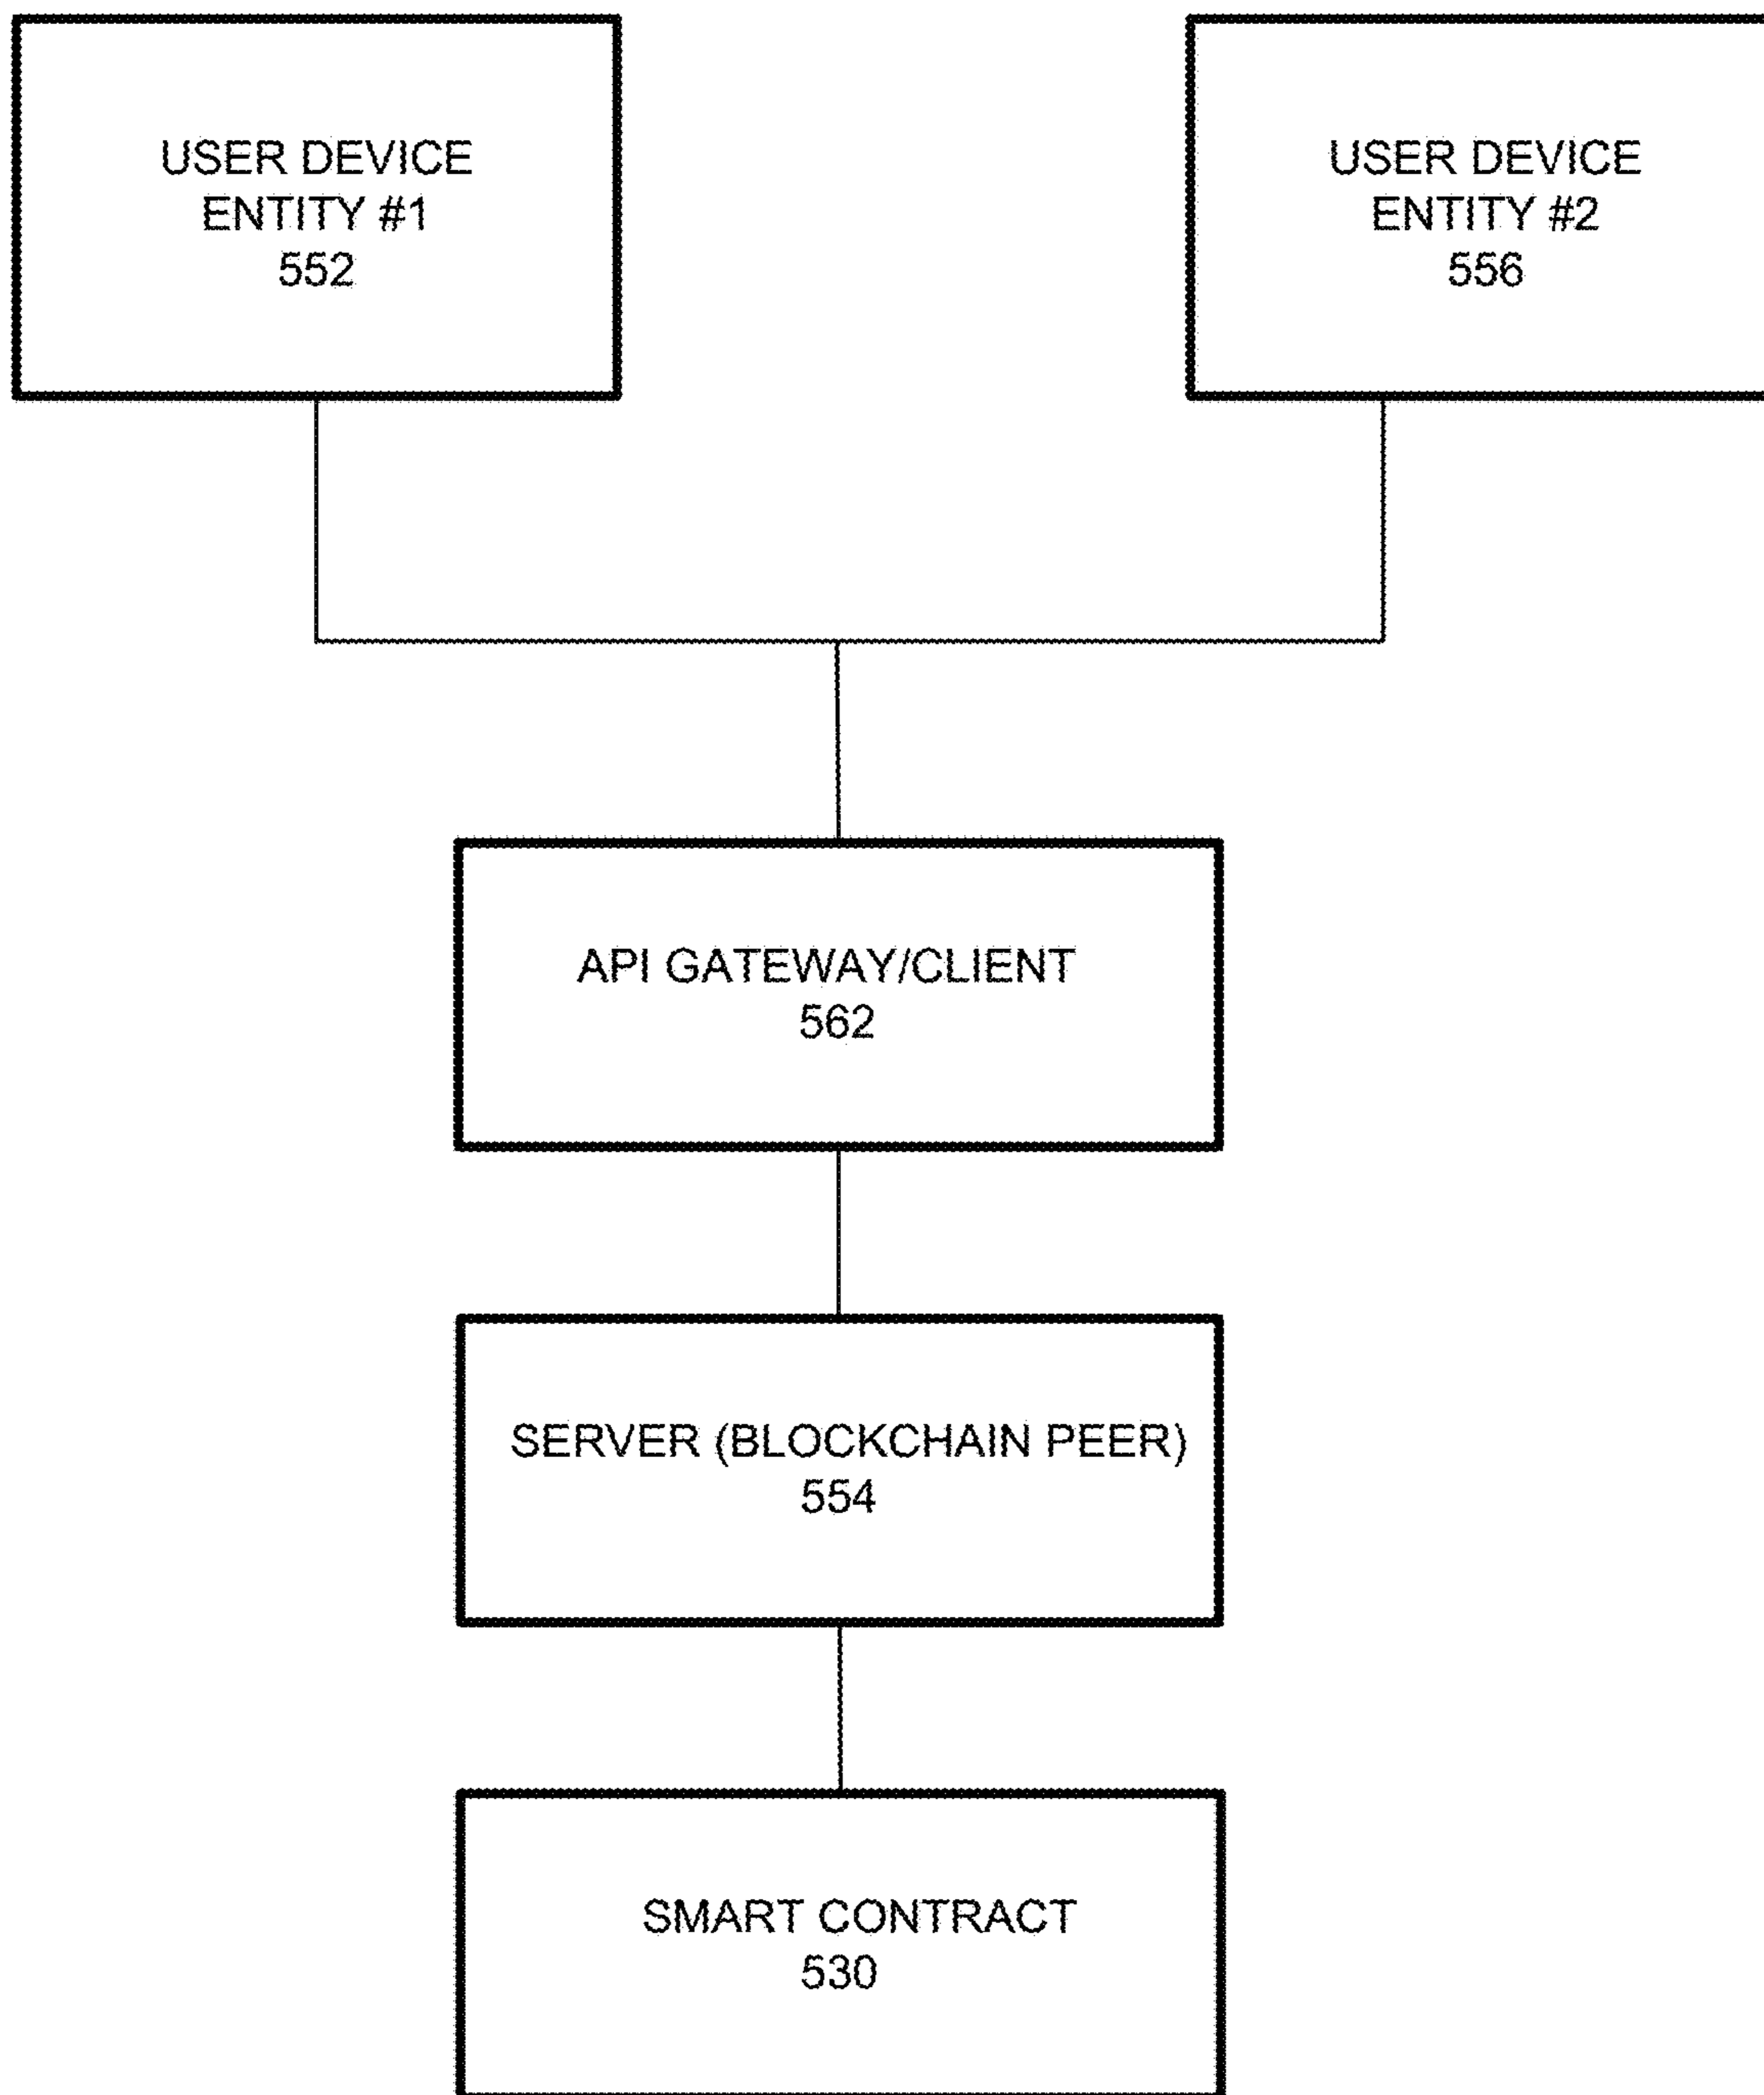 USER DEVICE
ENTITY #1
552
USER DEVICE
ENTITY #2
556
API GATEWAY/CLIENT
562
SERVER (BLOCKCHAIN PEER)
554
SMART CONTRACT
530